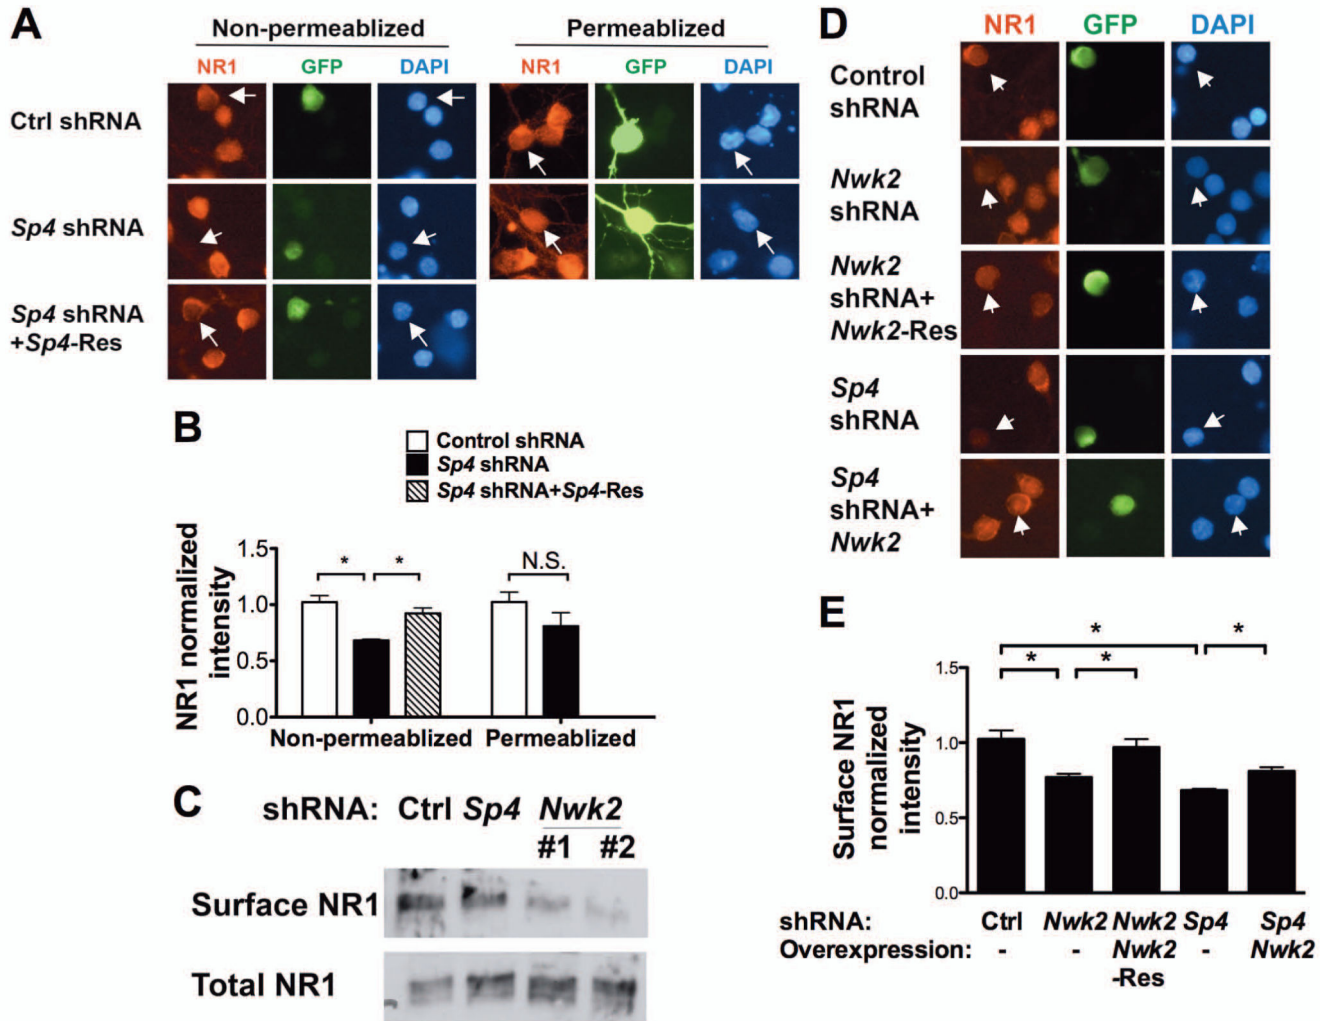 A
Non-permeablized
Permeablized
NR1 GFP DAPI NR1 GFP DAPI
Ctrl shRNA
Sp4 shRNA
Sp4 shRNA
+Sp4-Res
B
Control shRNA
Sp4 shRNA
Sp4 shRNA+Sp4-Res
NR1 normalized
intensity
1.5
1.0
0.5
0.0
* * N.S.
Non-permeablized Permeablized
C
shRNA: Ctrl Sp4 Nwk2
#1 #2
Surface NR1
Total NR1
D
NR1 GFP DAPI
Control
shRNA
Nwk2
shRNA
Nwk2
shRNA+
Nwk2-Res
Sp4
shRNA
Sp4
shRNA+
Nwk2
E
Surface NR1
normalized
intensity
1.5
1.0
0.5
0.0
* *
* *
shRNA: Ctrl Nwk2 Nwk2 Sp4 Sp4
Overexpression: - - Nwk2 - Nwk2
-Res